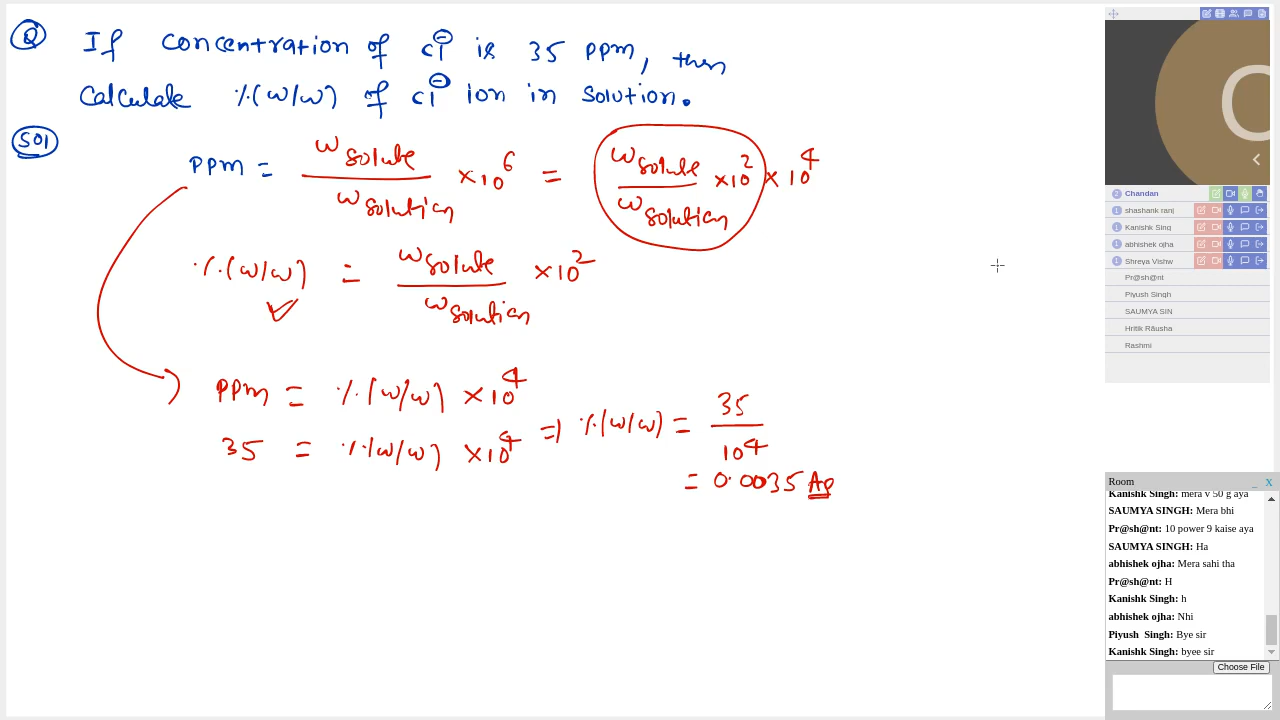 Q If concentration of Cl⊖ is 35 ppm, then
Calculate %(w/w) of Cl⊖ ion in solution.
Sol
ppm = W solute / W solution ×10^6 = W solute / W solution ×10^2 ×10^4
%(w/w) = W solute / W solution ×10^2
ppm = %(w/w) ×10^4
35 = %(w/w) ×10^4 ⇒ %(w/w) = 35 / 10^4
= 0.0035 Ap
C
Chandan
shashank ranj
Kanishk Sing
abhishek ojha
Shreya Vishw
Pr@sh@nt
Piyush Singh
SAUMYA SIN
Hritik Räusha
Rashmi
Room _ X
Kanishk Singh: mera v 50 g aya
SAUMYA SINGH: Mera bhi
Pr@sh@nt: 10 power 9 kaise aya
SAUMYA SINGH: Ha
abhishek ojha: Mera sahi tha
Pr@sh@nt: H
Kanishk Singh: h
abhishek ojha: Nhi
Piyush Singh: Bye sir
Kanishk Singh: byee sir
Choose File